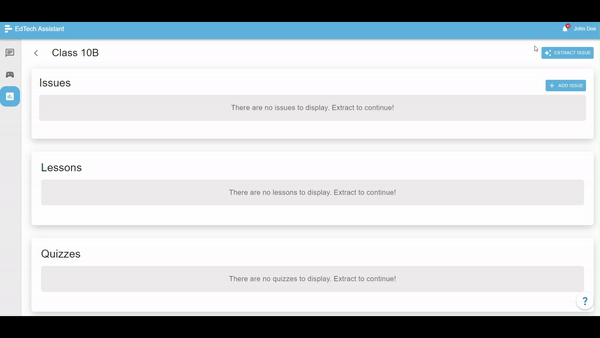 EdTech Assistant
John Doe
Class 10B
EXTRACT ISSUE
Issues
ADD ISSUE
There are no issues to display. Extract to continue!
Lessons
There are no lessons to display. Extract to continue!
Quizzes
There are no quizzes to display. Extract to continue!
?